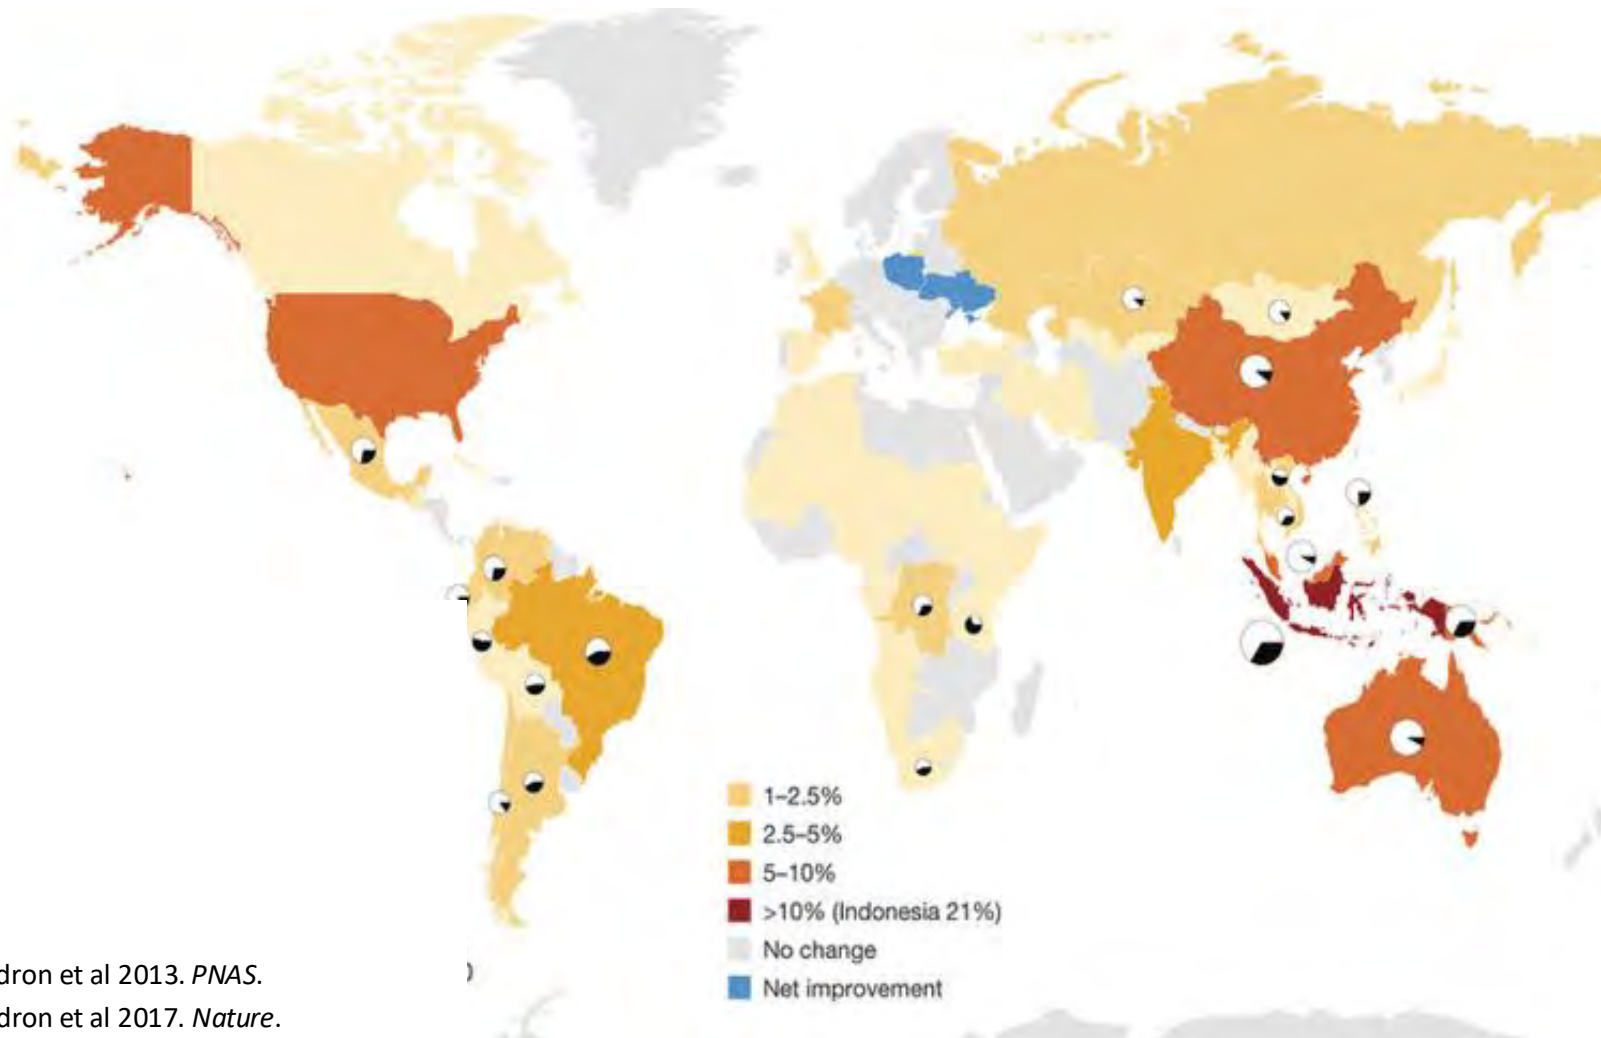 1–2.5%
2.5–5%
5–10%
>10% (Indonesia 21%)
No change
Net improvement
dron et al 2013. PNAS.
dron et al 2017. Nature.